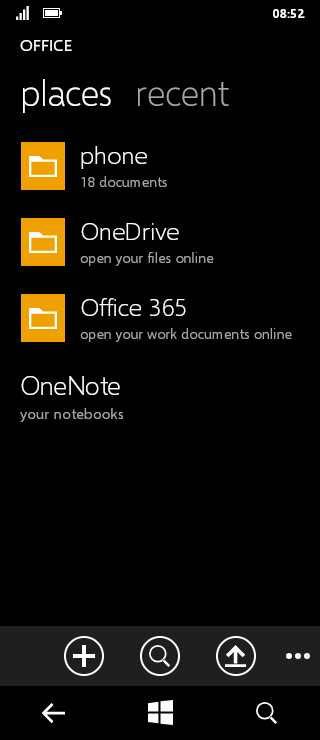 08:52
OFFICE
places recent
phone
18 documents
OneDrive
open your files online
Office 365
open your work documents online
OneNote
your notebooks